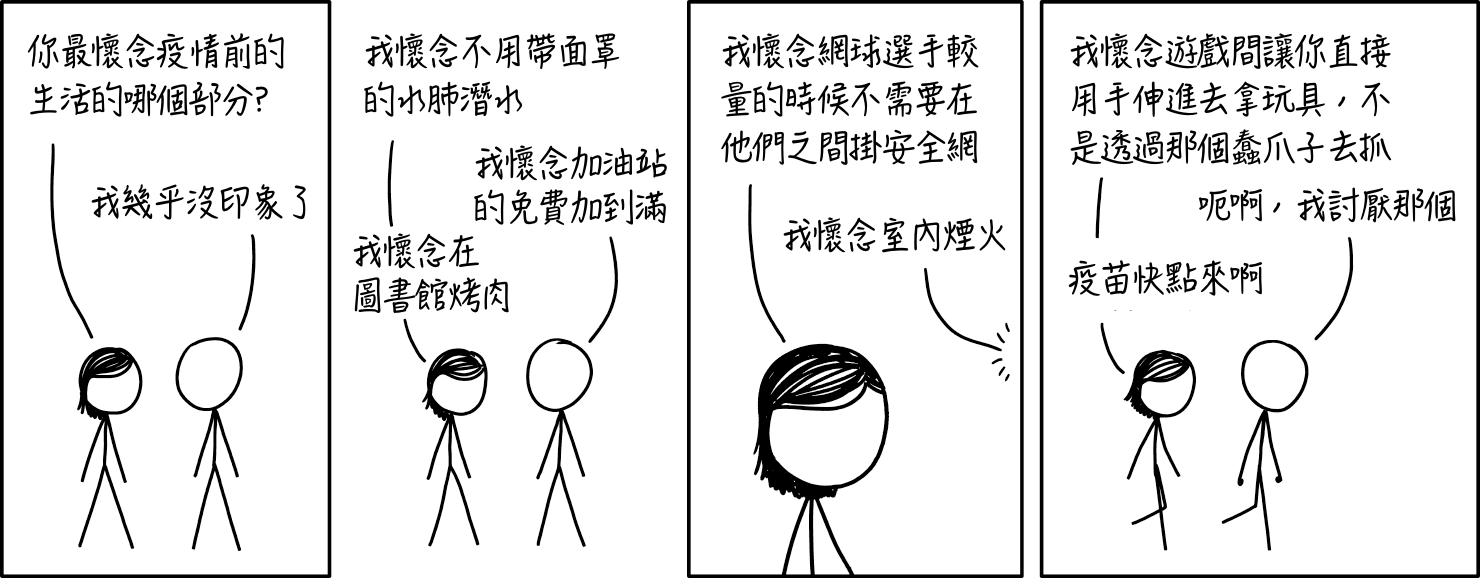 你最懷念疫情前的
生活的哪個部分?
我幾乎沒印象了
我懷念不用帶面罩
的水肺潛水
我懷念加油站
的免費加到滿
我懷念在
圖書館烤肉
我懷念網球選手較
量的時候不需要在
他們之間掛安全網
我懷念室內煙火
我懷念遊戲間讓你直接
用手伸進去拿玩具，不
是透過那個蠢爪子去抓
呃啊，我討厭那個
疫苗快點來啊